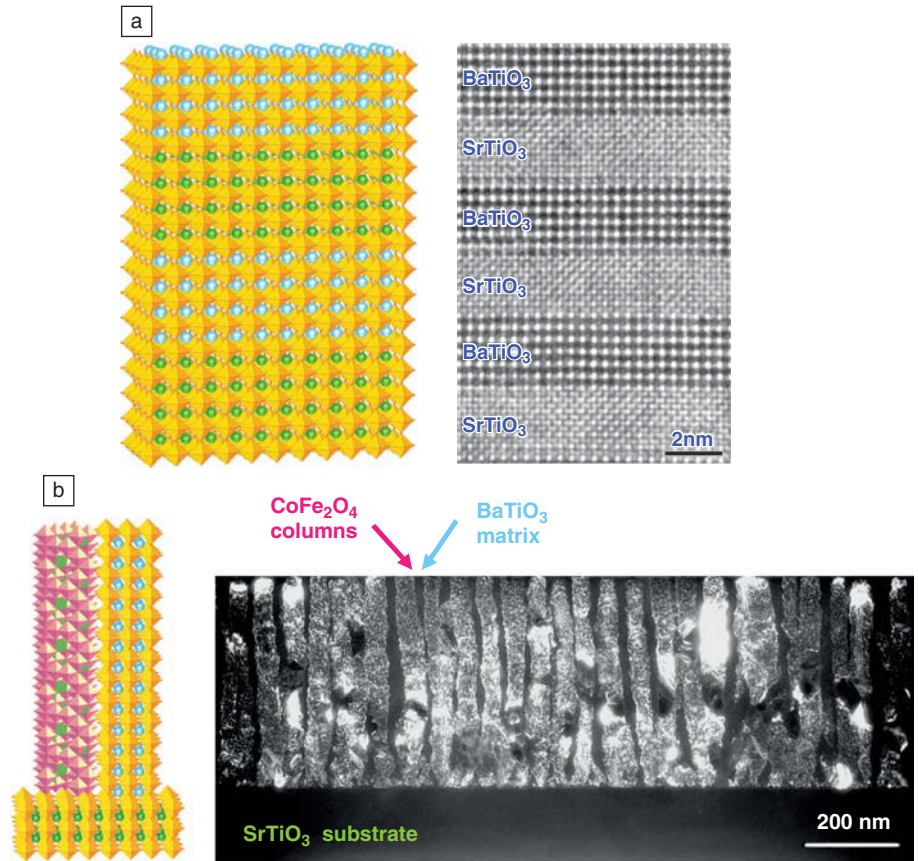 a
BaTiO₃
SrTiO₃
BaTiO₃
SrTiO₃
BaTiO₃
SrTiO₃
2nm
b
CoFe₂O₄
columns
BaTiO₃
matrix
SrTiO₃ substrate
200 nm